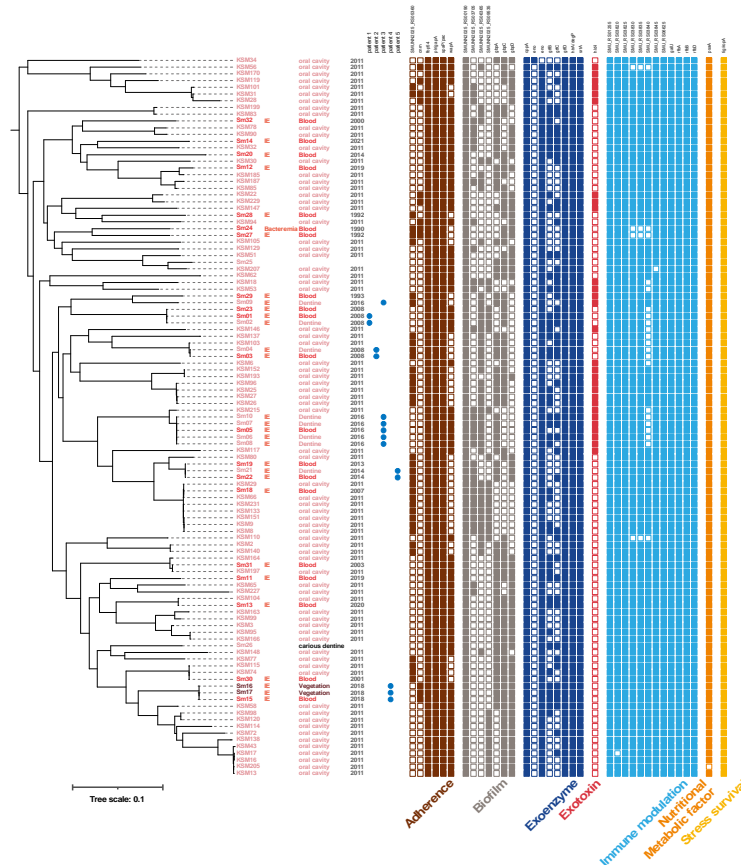 patient 1
patient 2
patient 3
patient 4
patient 5
KSM34 oral cavity 2011
KSM56 oral cavity 2011
KSM170 oral cavity 2011
KSM119 oral cavity 2011
KSM101 oral cavity 2011
KSM31 oral cavity 2011
KSM28 oral cavity 2011
KSM199 oral cavity 2011
KSM83 oral cavity 2011
Sm32 IE Blood 2000
KSM78 oral cavity 2011
KSM90 oral cavity 2011
Sm14 IE Blood 2021
KSM32 oral cavity 2011
Sm20 IE Blood 2014
KSM30 oral cavity 2011
Sm12 IE Blood 2019
KSM185 oral cavity 2011
KSM187 oral cavity 2011
KSM85 oral cavity 2011
KSM22 oral cavity 2011
KSM229 oral cavity 2011
KSM147 oral cavity 2011
Sm28 IE Blood 1992
KSM94 oral cavity 2011
Sm24 Bacteremia Blood 1990
Sm27 IE Blood 1992
KSM105 oral cavity 2011
KSM129 oral cavity 2011
KSM51 oral cavity 2011
Sm25
KSM207 oral cavity 2011
KSM62 oral cavity 2011
KSM18 oral cavity 2011
KSM53 oral cavity 2011
Sm29 IE Blood 1993
Sm09 IE Dentine 2016
Sm23 IE Blood 2008
Sm01 IE Blood 2008
Sm02 IE Dentine 2008
KSM146 oral cavity 2011
KSM137 oral cavity 2011
KSM103 oral cavity 2011
Sm04 IE Dentine 2008
Sm03 IE Blood 2008
KSM6 oral cavity 2011
KSM152 oral cavity 2011
KSM193 oral cavity 2011
KSM96 oral cavity 2011
KSM25 oral cavity 2011
KSM27 oral cavity 2011
KSM26 oral cavity 2011
KSM215 oral cavity 2011
Sm10 IE Dentine 2016
Sm07 IE Dentine 2016
Sm05 IE Blood 2016
Sm06 IE Dentine 2016
Sm08 IE Dentine 2016
KSM117 oral cavity 2011
KSM80 oral cavity 2011
Sm19 IE Blood 2013
Sm21 IE Dentine 2014
Sm22 IE Blood 2014
KSM29 oral cavity 2011
Sm18 IE Blood 2007
KSM66 oral cavity 2011
KSM231 oral cavity 2011
KSM133 oral cavity 2011
KSM151 oral cavity 2011
KSM9 oral cavity 2011
KSM8 oral cavity 2011
KSM110 oral cavity 2011
KSM2 oral cavity 2011
KSM140 oral cavity 2011
KSM164 oral cavity 2011
Sm31 IE Blood 2003
KSM197 oral cavity 2011
Sm11 IE Blood 2019
KSM65 oral cavity 2011
KSM227 oral cavity 2011
KSM104 oral cavity 2011
Sm13 IE Blood 2020
KSM163 oral cavity 2011
KSM99 oral cavity 2011
KSM3 oral cavity 2011
KSM95 oral cavity 2011
KSM166 oral cavity 2011
Sm26 carious dentine
KSM148 oral cavity 2011
KSM77 oral cavity 2011
KSM115 oral cavity 2011
KSM74 oral cavity 2011
Sm30 IE Blood 2001
Sm16 IE Vegetation 2018
Sm17 IE Vegetation 2018
Sm15 IE Blood 2018
KSM58 oral cavity 2011
KSM98 oral cavity 2011
KSM120 oral cavity 2011
KSM114 oral cavity 2011
KSM72 oral cavity 2011
KSM138 oral cavity 2011
KSM43 oral cavity 2011
KSM17 oral cavity 2011
KSM16 oral cavity 2011
KSM205 oral cavity 2011
KSM13 oral cavity 2011
Tree scale: 0.1
Adherence
Biofilm
Exoenzyme
Exotoxin
Immune modulation
Nutritional
Metabolic factor
Stress survival